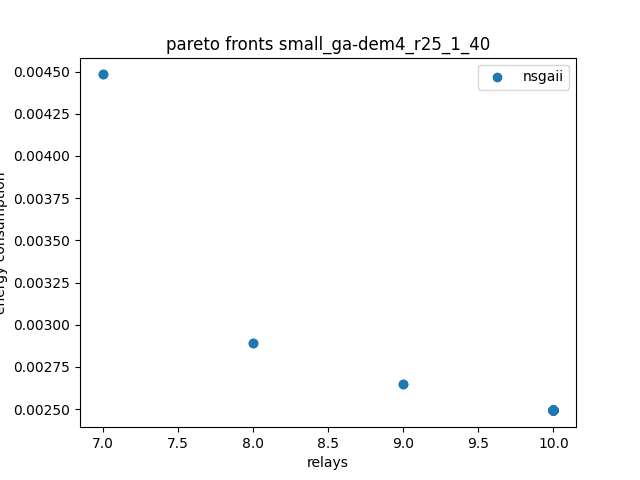 pareto fronts small_ga-dem4_r25_1_40
nsgaii
0.00450
0.00425
0.00400
0.00375
0.00350
0.00325
0.00300
0.00275
0.00250
energy consumption
7.0 7.5 8.0 8.5 9.0 9.5 10.0
relays